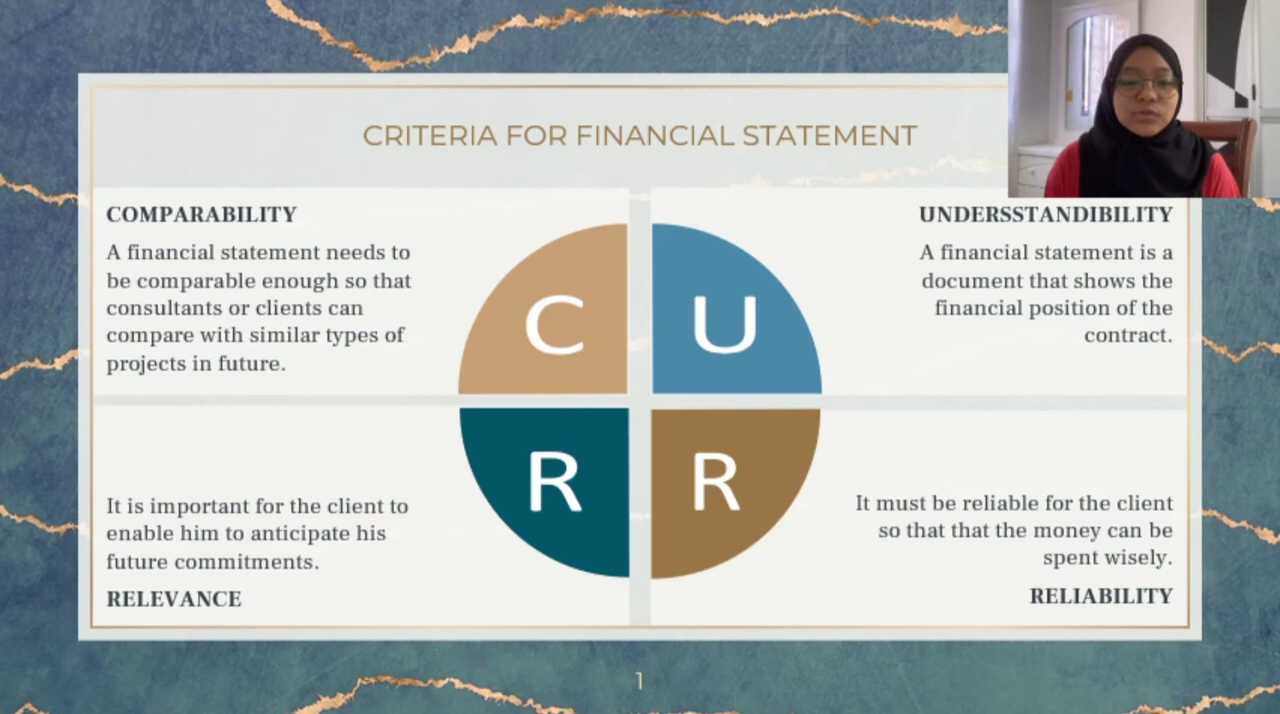 CRITERIA FOR FINANCIAL STATEMENT
COMPARABILITY
A financial statement needs to
be comparable enough so that
consultants or clients can
compare with similar types of
projects in future.
UNDERSSTANDIBILITY
A financial statement is a
document that shows the
financial position of the
contract.
C
U
R
R
It is important for the client to
enable him to anticipate his
future commitments.
RELEVANCE
It must be reliable for the client
so that that the money can be
spent wisely.
RELIABILITY
1